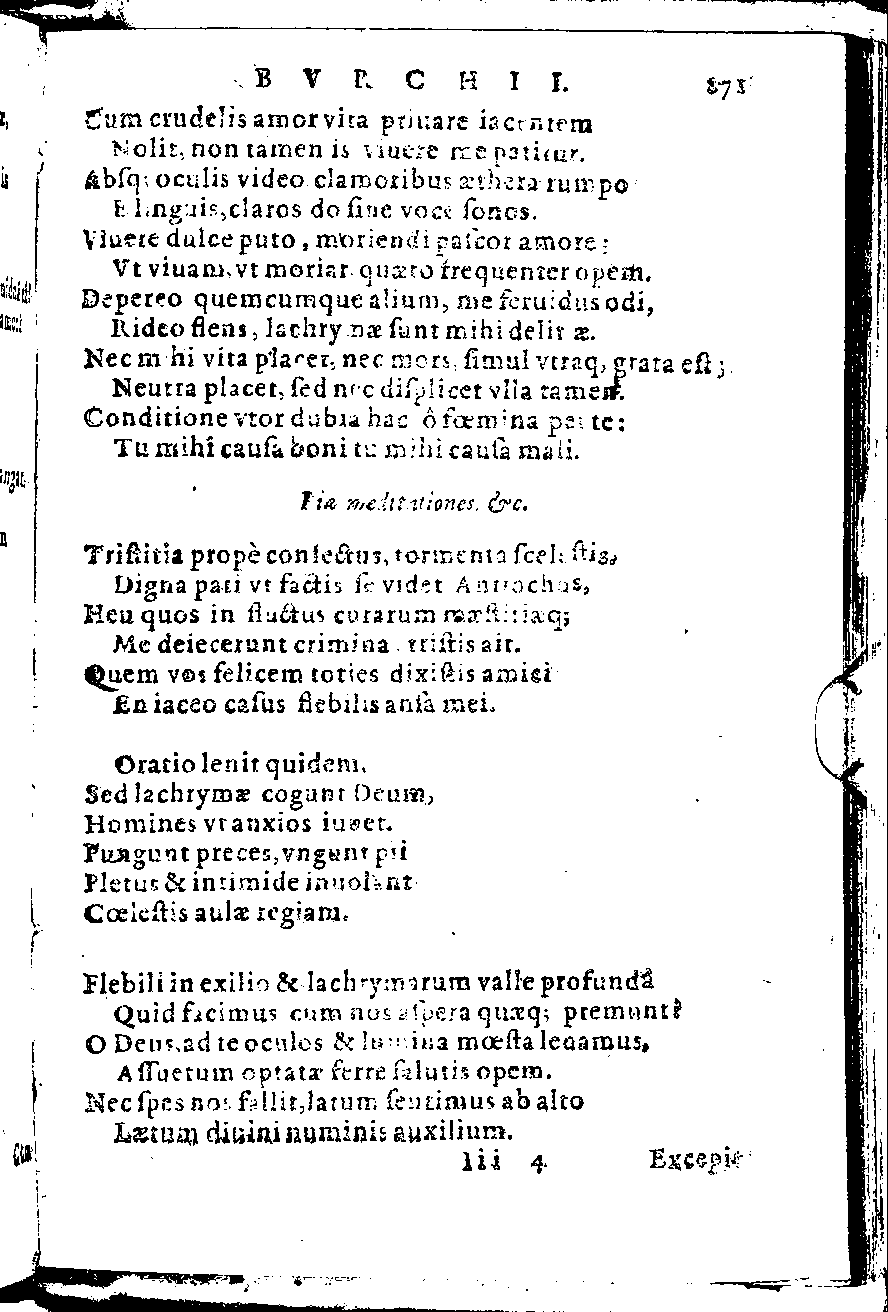 BVRCHII. 871
Cum crudelis amor vita priuare iacentem
Nolit, non tamen is viuere me patitur.
Absq; oculis video clamoribus æthera rumpo
Elinguis, claros do sine voce sonos.
Viuere dulce puto, moriendi pascor amore:
Vt viuam, vt moriar quæro frequenter opem.
Depereo quemcumque alium, me feruidus odi,
Rideo flens, lachrymæ sunt mihi delitiæ.
Nec mihi vita placet, nec mors, simul vtraq, grata est;
Neutra placet, sed nec displicet vlla tamen.
Conditione vtor dubia hac ô fœmina per te:
Tu mihi causa boni tu mihi causa mali.
Piæ meditationes. &c.
Tristitia propè confectus, tormenta scelestis,
Digna pati vt factis se videt Antiochus,
Heu quos in fluctus curarum mæstitiæq;
Me deiecerunt crimina, tristis ait.
Quem vos felicem toties dixistis amici
En iaceo casus flebilis ansa mei.
Oratio lenit quidem.
Sed lachrymæ cogunt Deum,
Homines vt anxios iuuet.
Pungunt preces, vngunt pii
Fletus & intimide inuolant
Cœlestis aulæ regiam.
Flebili in exilio & lachrymarum valle profundâ
Quid facimus cum nos aspera quæq; premunt?
O Deus, ad te oculos & lumina mœsta leuamus,
Assuetum optatæ ferre salutis opem.
Nec spes nos fallit, latum sentimus ab alto
Lætum diuini numinis auxilium.
Iii 4 Excepit